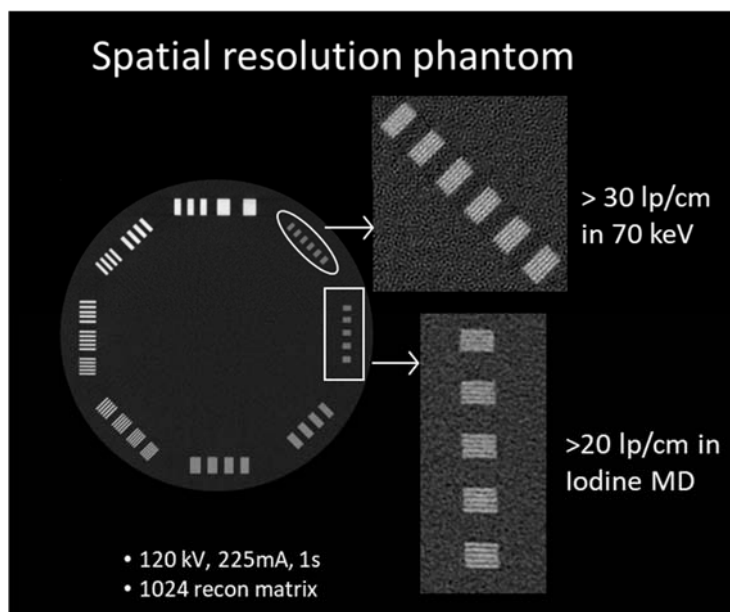 Spatial resolution phantom
> 30 lp/cm
in 70 keV
>20 lp/cm in
Iodine MD
• 120 kV, 225mA, 1s
• 1024 recon matrix